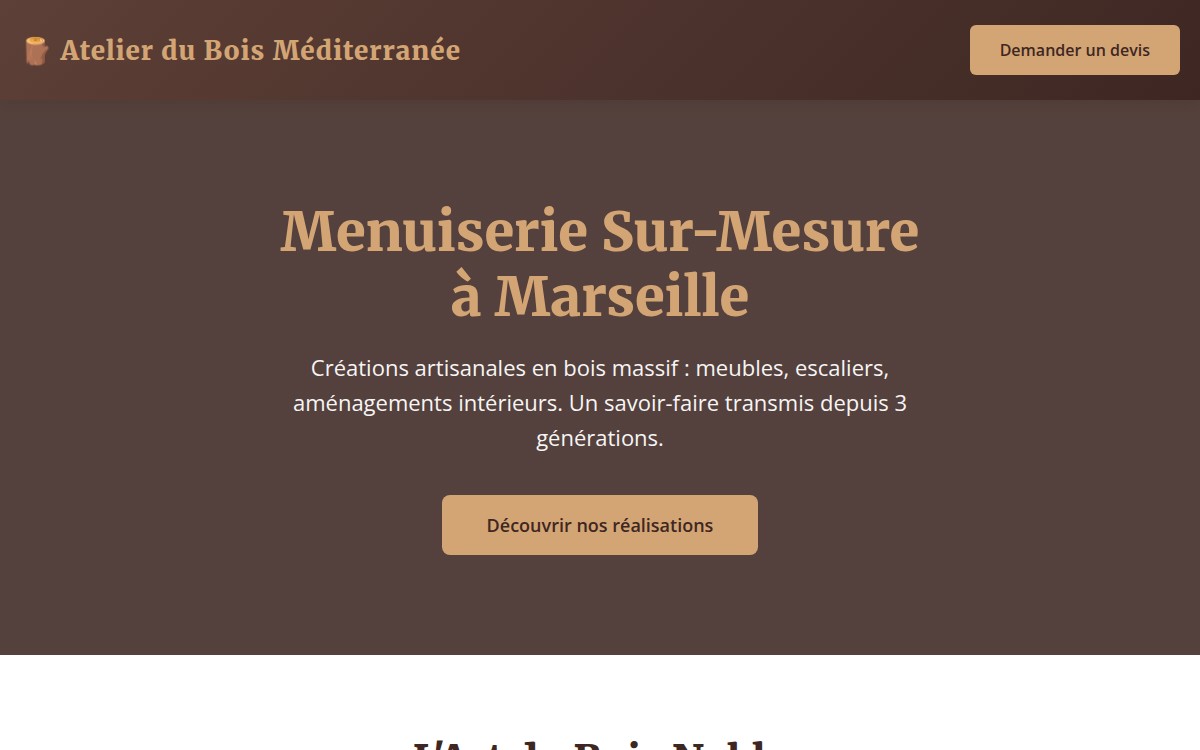 Atelier du Bois Méditerranée
Demander un devis
Menuiserie Sur-Mesure
à Marseille
Créations artisanales en bois massif : meubles, escaliers,
aménagements intérieurs. Un savoir-faire transmis depuis 3
générations.
Découvrir nos réalisations